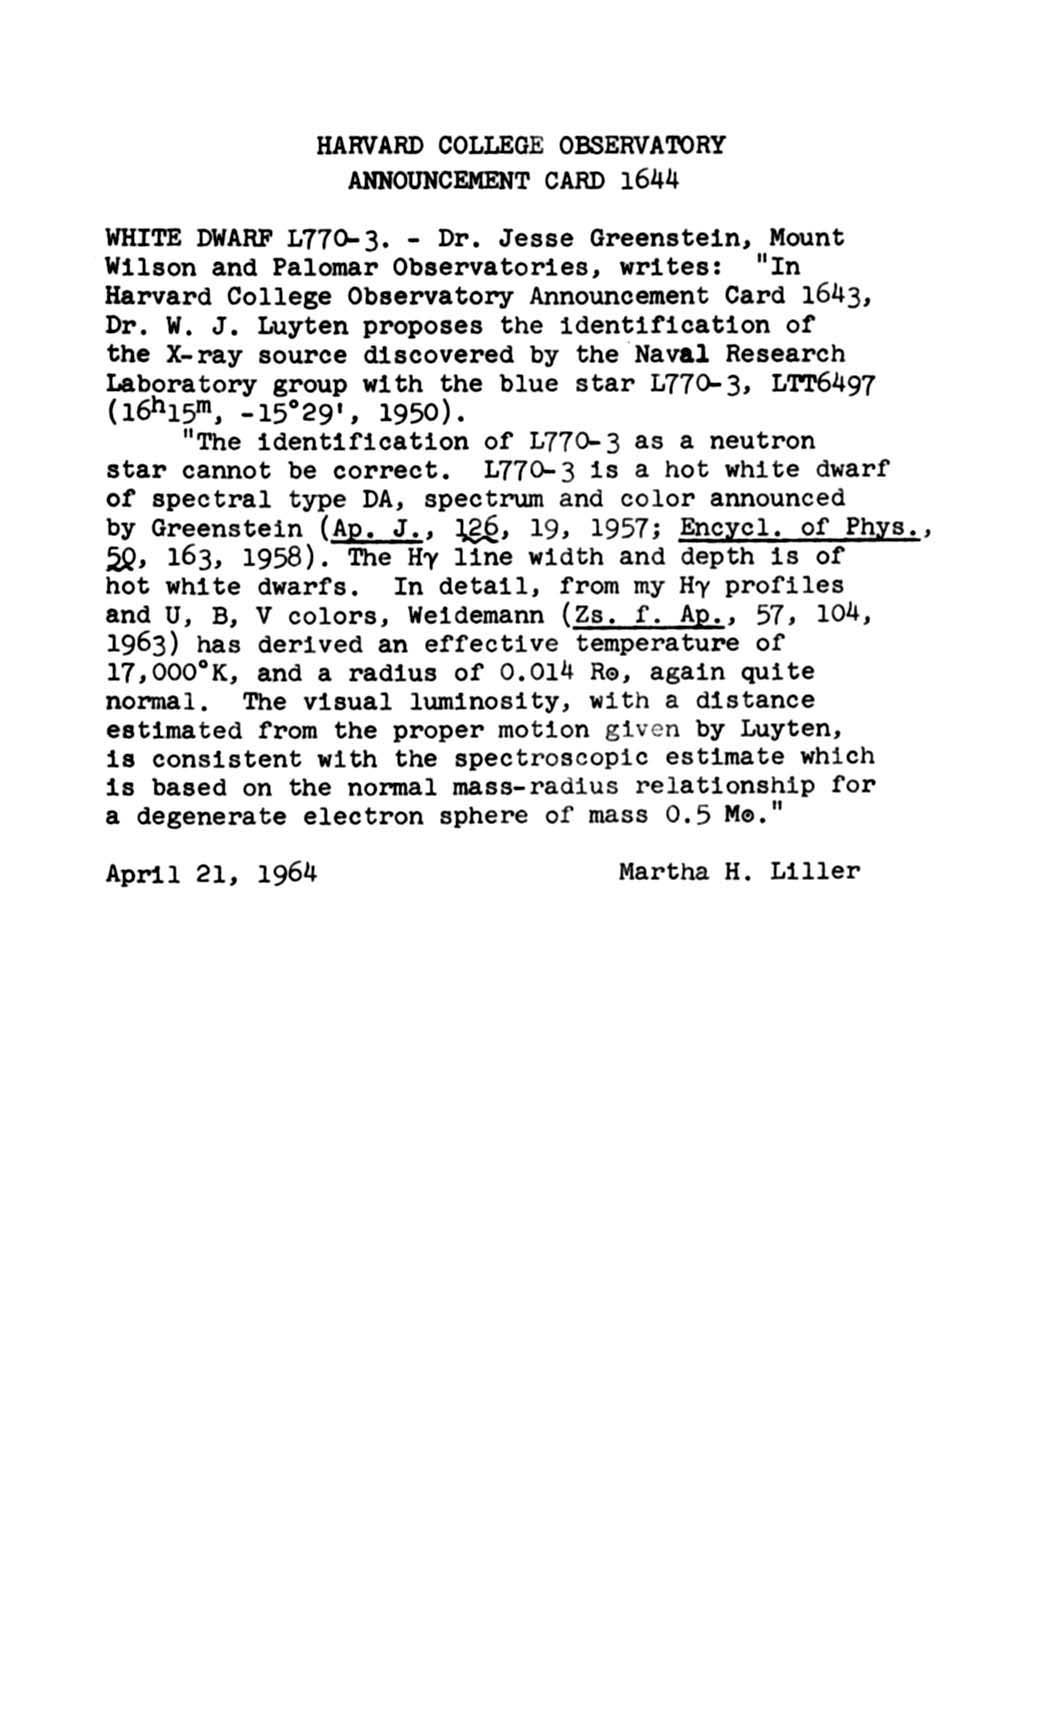 HARVARD COLLEGE OBSERVATORY
ANNOUNCEMENT CARD 1644
WHITE DWARF L770-3. - Dr. Jesse Greenstein, Mount
Wilson and Palomar Observatories, writes: "In
Harvard College Observatory Announcement Card 1643,
Dr. W. J. Luyten proposes the identification of
the X-ray source discovered by the Naval Research
Laboratory group with the blue star L770-3, LTT6497
(16ʰ15ᵐ, -15°29', 1950).
"The identification of L770-3 as a neutron
star cannot be correct. L770-3 is a hot white dwarf
of spectral type DA, spectrum and color announced
by Greenstein (Ap. J., 126, 19, 1957; Encycl. of Phys.,
50, 163, 1958). The Hγ line width and depth is of
hot white dwarfs. In detail, from my Hγ profiles
and U, B, V colors, Weidemann (Zs. f. Ap., 57, 104,
1963) has derived an effective temperature of
17,000°K, and a radius of 0.014 R⊙, again quite
normal. The visual luminosity, with a distance
estimated from the proper motion given by Luyten,
is consistent with the spectroscopic estimate which
is based on the normal mass-radius relationship for
a degenerate electron sphere of mass 0.5 M⊙."
April 21, 1964 Martha H. Liller